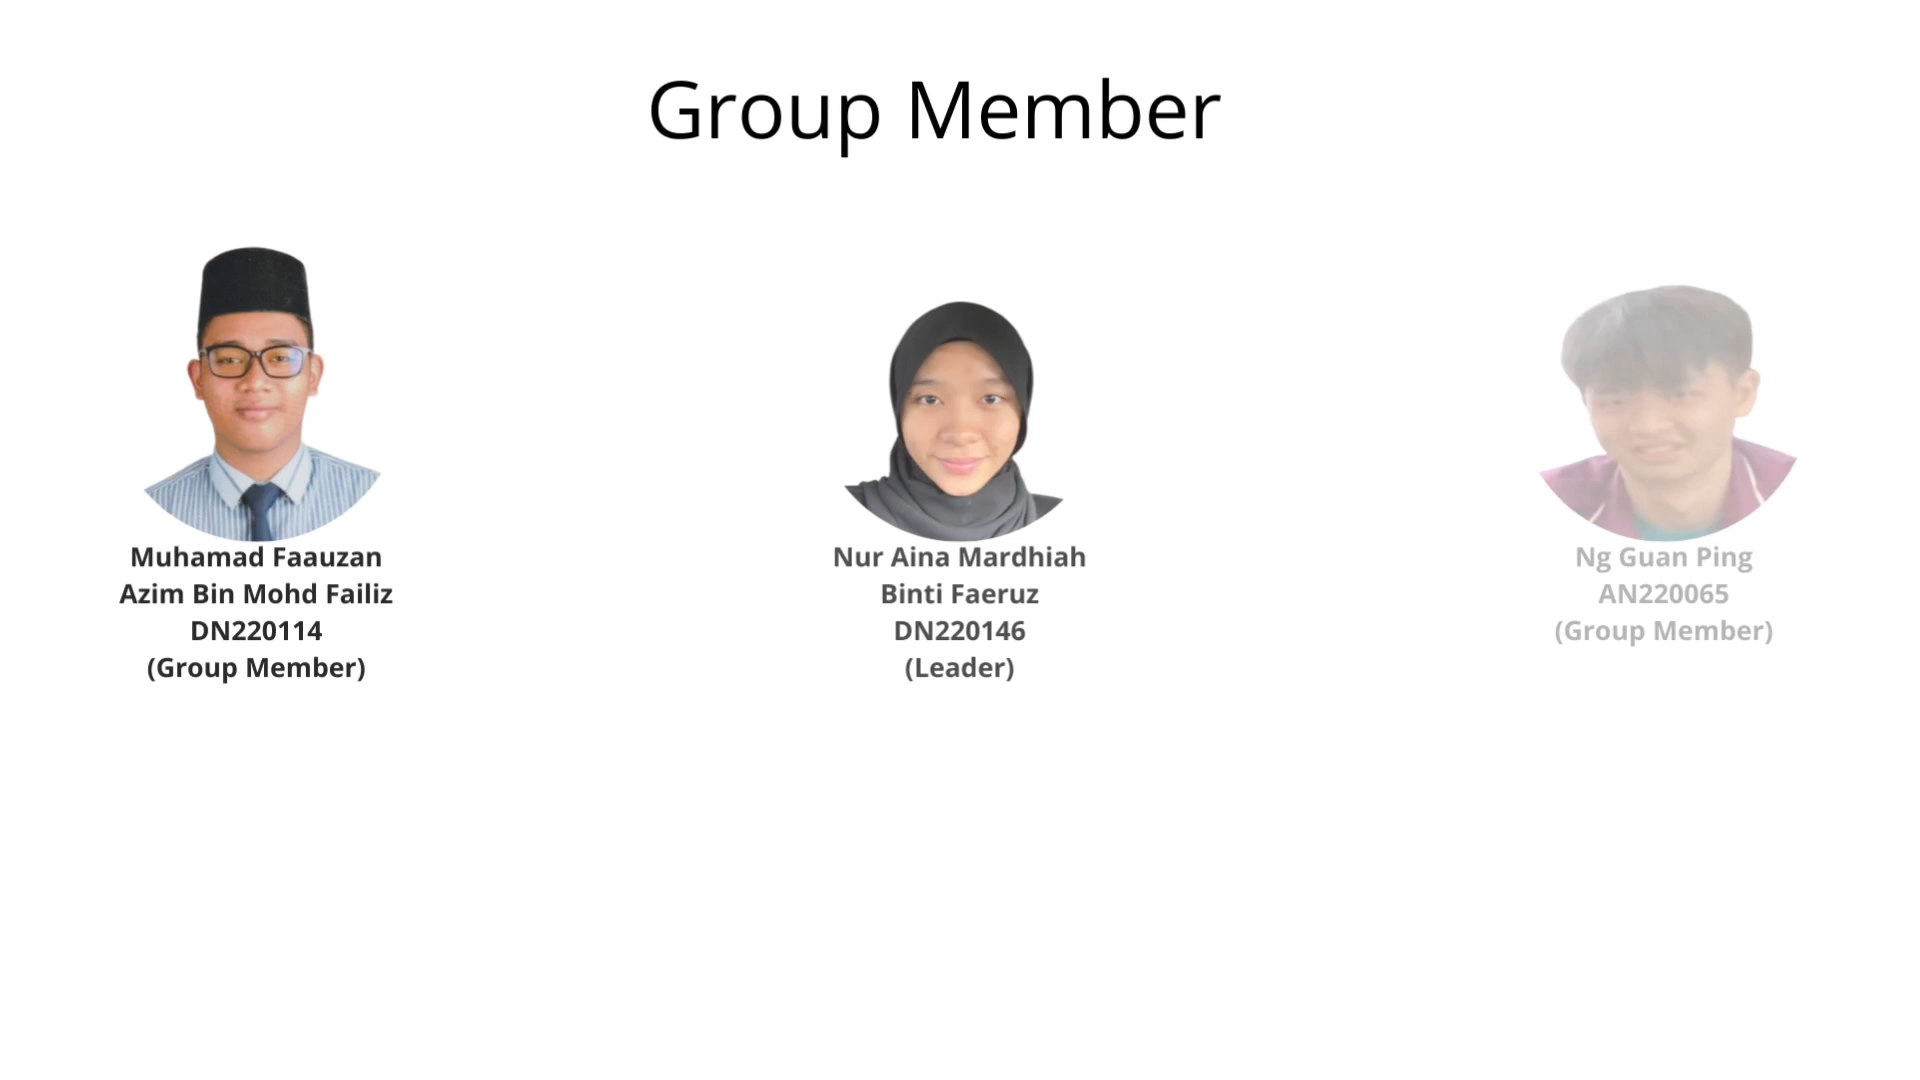 Group Member
Muhamad Faauzan
Azim Bin Mohd Failiz
DN220114
(Group Member)
Nur Aina Mardhiah
Binti Faeruz
DN220146
(Leader)
Ng Guan Ping
AN220065
(Group Member)